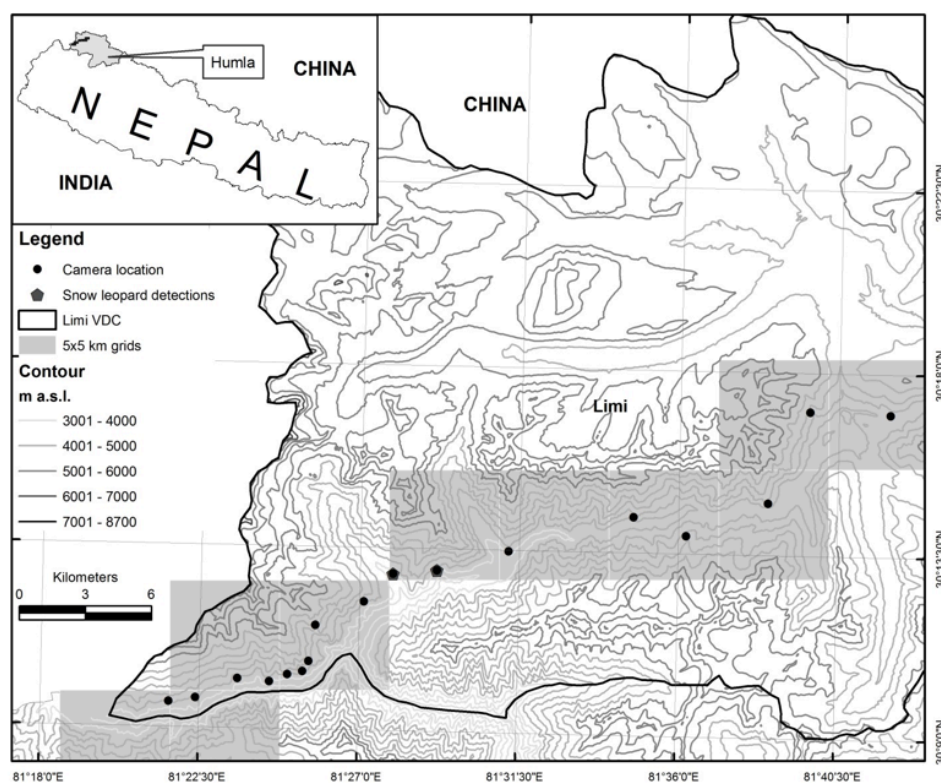 Humla
CHINA
NEPAL
INDIA
CHINA
Legend
Camera location
Snow leopard detections
Limi VDC
5x5 km grids
Contour
m a.s.l.
3001 - 4000
4001 - 5000
5001 - 6000
6001 - 7000
7001 - 8700
Limi
Kilometers
0 3 6
81°18'0"E 81°22'30"E 81°27'0"E 81°31'30"E 81°36'0"E 81°40'30"E